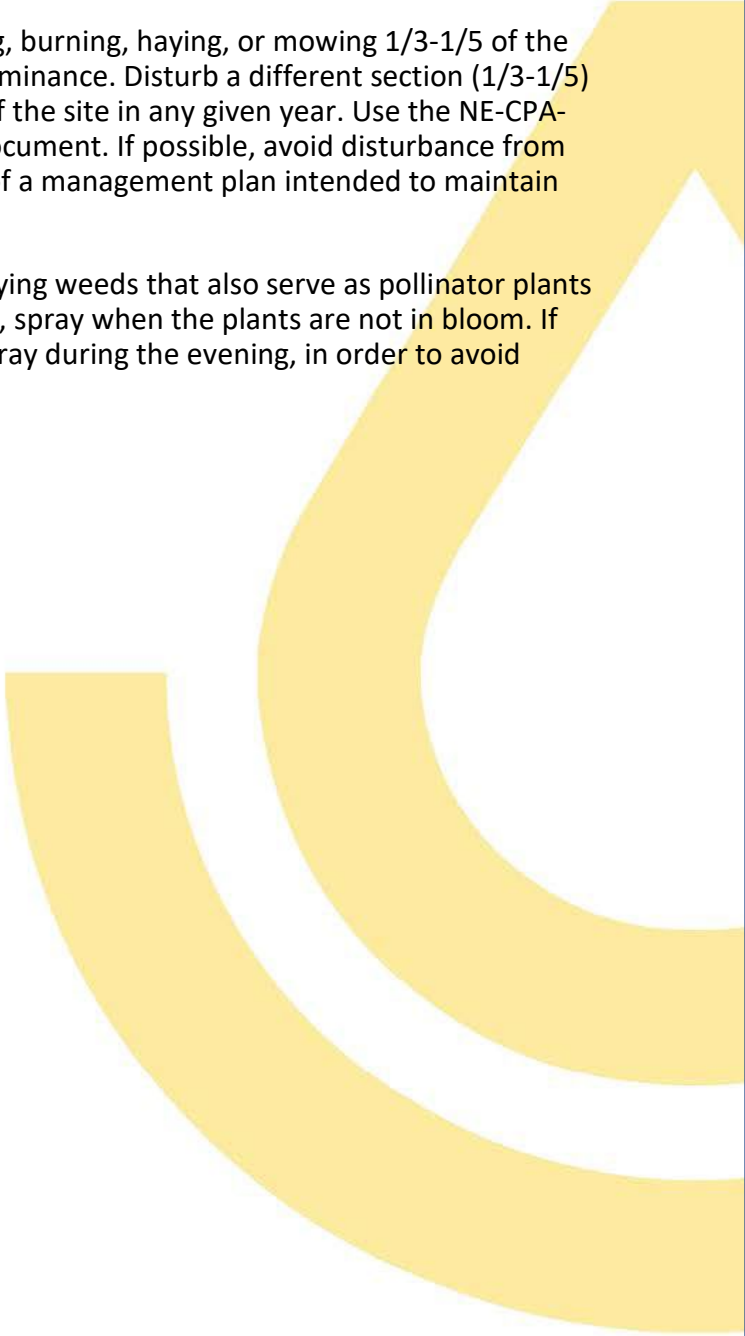 , burning, haying, or mowing 1/3-1/5 of the
minance. Disturb a different section (1/3-1/5)
f the site in any given year. Use the NE-CPA-
ocument. If possible, avoid disturbance from
of a management plan intended to maintain
ying weeds that also serve as pollinator plants
, spray when the plants are not in bloom. If
ray during the evening, in order to avoid